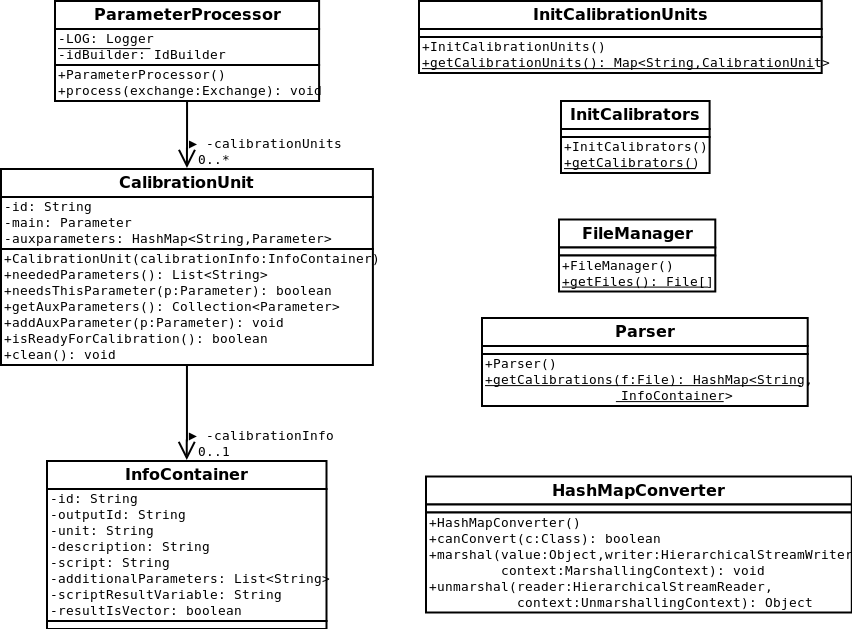 ParameterProcessor
-LOG: Logger
-idBuilder: IdBuilder
+ParameterProcessor()
+process(exchange:Exchange): void
▶ -calibrationUnits
0..*
CalibrationUnit
-id: String
-main: Parameter
-auxparameters: HashMap<String,Parameter>
+CalibrationUnit(calibrationInfo:InfoContainer)
+neededParameters(): List<String>
+needsThisParameter(p:Parameter): boolean
+getAuxParameters(): Collection<Parameter>
+addAuxParameter(p:Parameter): void
+isReadyForCalibration(): boolean
+clean(): void
▶ -calibrationInfo
0..1
InfoContainer
-id: String
-outputId: String
-unit: String
-description: String
-script: String
-additionalParameters: List<String>
-scriptResultVariable: String
-resultIsVector: boolean
InitCalibrationUnits
+InitCalibrationUnits()
+getCalibrationUnits(): Map<String,CalibrationUnit>
InitCalibrators
+InitCalibrators()
+getCalibrators()
FileManager
+FileManager()
+getFiles(): File[]
Parser
+Parser()
+getCalibrations(f:File): HashMap<String,
InfoContainer>
HashMapConverter
+HashMapConverter()
+canConvert(c:Class): boolean
+marshal(value:Object,writer:HierarchicalStreamWriter
context:MarshallingContext): void
+unmarshal(reader:HierarchicalStreamReader,
context:UnmarshallingContext): Object